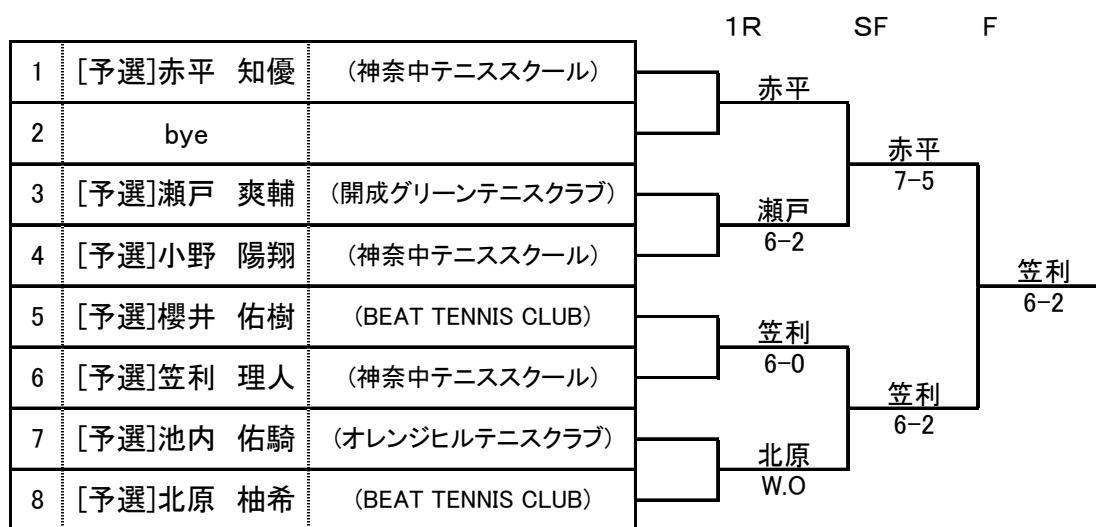 1R SF F
1 [予選]赤平 知優 (神奈中テニススクール)
赤平
2 bye
赤平
7-5
3 [予選]瀬戸 爽輔 (開成グリーンテニスクラブ)
瀬戸
6-2
4 [予選]小野 陽翔 (神奈中テニススクール)
笠利
6-2
5 [予選]櫻井 佑樹 (BEAT TENNIS CLUB)
笠利
6-0
6 [予選]笠利 理人 (神奈中テニススクール)
笠利
6-2
7 [予選]池内 佑騎 (オレンジヒルテニスクラブ)
北原
W.O
8 [予選]北原 柚希 (BEAT TENNIS CLUB)